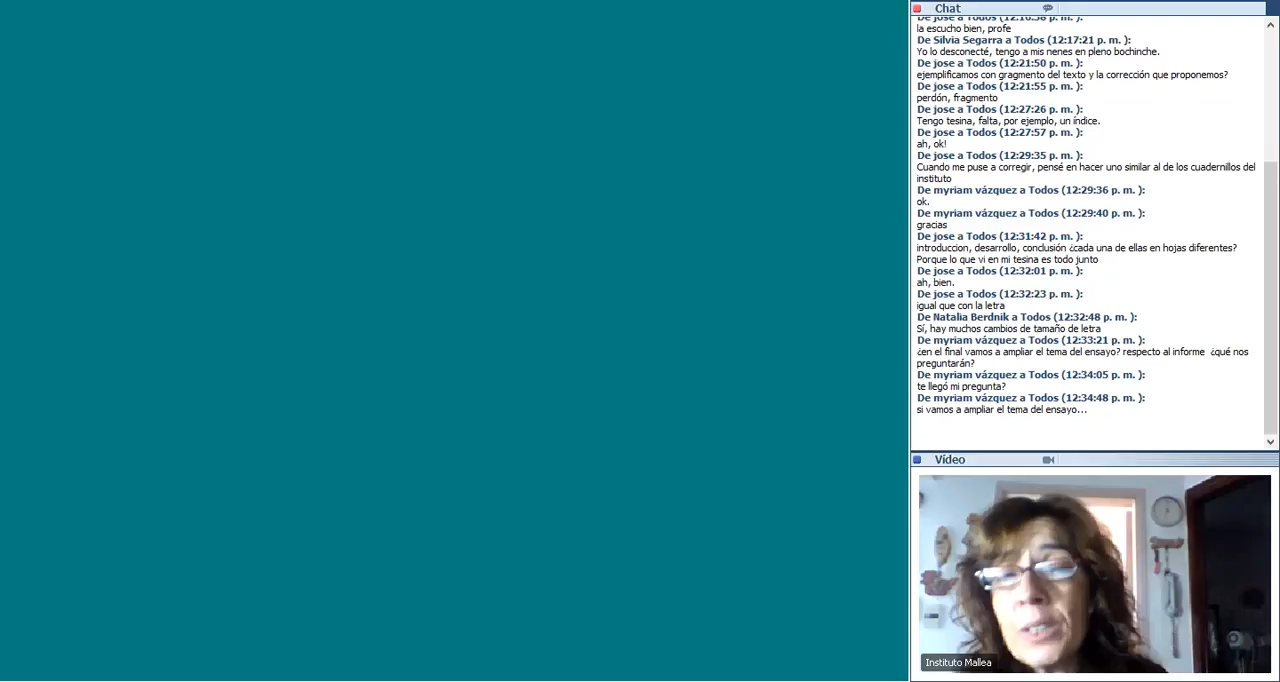 Chat
De jose a Todos (12:16:58 p. m. ):
la escucho bien, profe
De Silvia Segarra a Todos (12:17:21 p. m. ):
Yo lo desconecté, tengo a mis nenes en pleno bochinche.
De jose a Todos (12:21:50 p. m. ):
ejemplificamos con gragmento del texto y la corrección que proponemos?
De jose a Todos (12:21:55 p. m. ):
perdón, fragmento
De jose a Todos (12:27:26 p. m. ):
Tengo tesina, falta, por ejemplo, un índice.
De jose a Todos (12:27:57 p. m. ):
ah, ok!
De jose a Todos (12:29:35 p. m. ):
Cuando me puse a corregir, pensé en hacer uno similar al de los cuadernillos del
instituto
De myriam vázquez a Todos (12:29:36 p. m. ):
ok.
De myriam vázquez a Todos (12:29:40 p. m. ):
gracias
De jose a Todos (12:31:42 p. m. ):
introduccion, desarrollo, conclusión ¿cada una de ellas en hojas diferentes?
Porque lo que vi en mi tesina es todo junto
De jose a Todos (12:32:01 p. m. ):
ah, bien.
De jose a Todos (12:32:23 p. m. ):
igual que con la letra
De Natalia Berdnik a Todos (12:32:48 p. m. ):
Sí, hay muchos cambios de tamaño de letra
De myriam vázquez a Todos (12:33:21 p. m. ):
¿en el final vamos a ampliar el tema del ensayo? respecto al informe ¿qué nos
preguntarán?
De myriam vázquez a Todos (12:34:05 p. m. ):
te llegó mi pregunta?
De myriam vázquez a Todos (12:34:48 p. m. ):
si vamos a ampliar el tema del ensayo...
Vídeo
Instituto Mallea